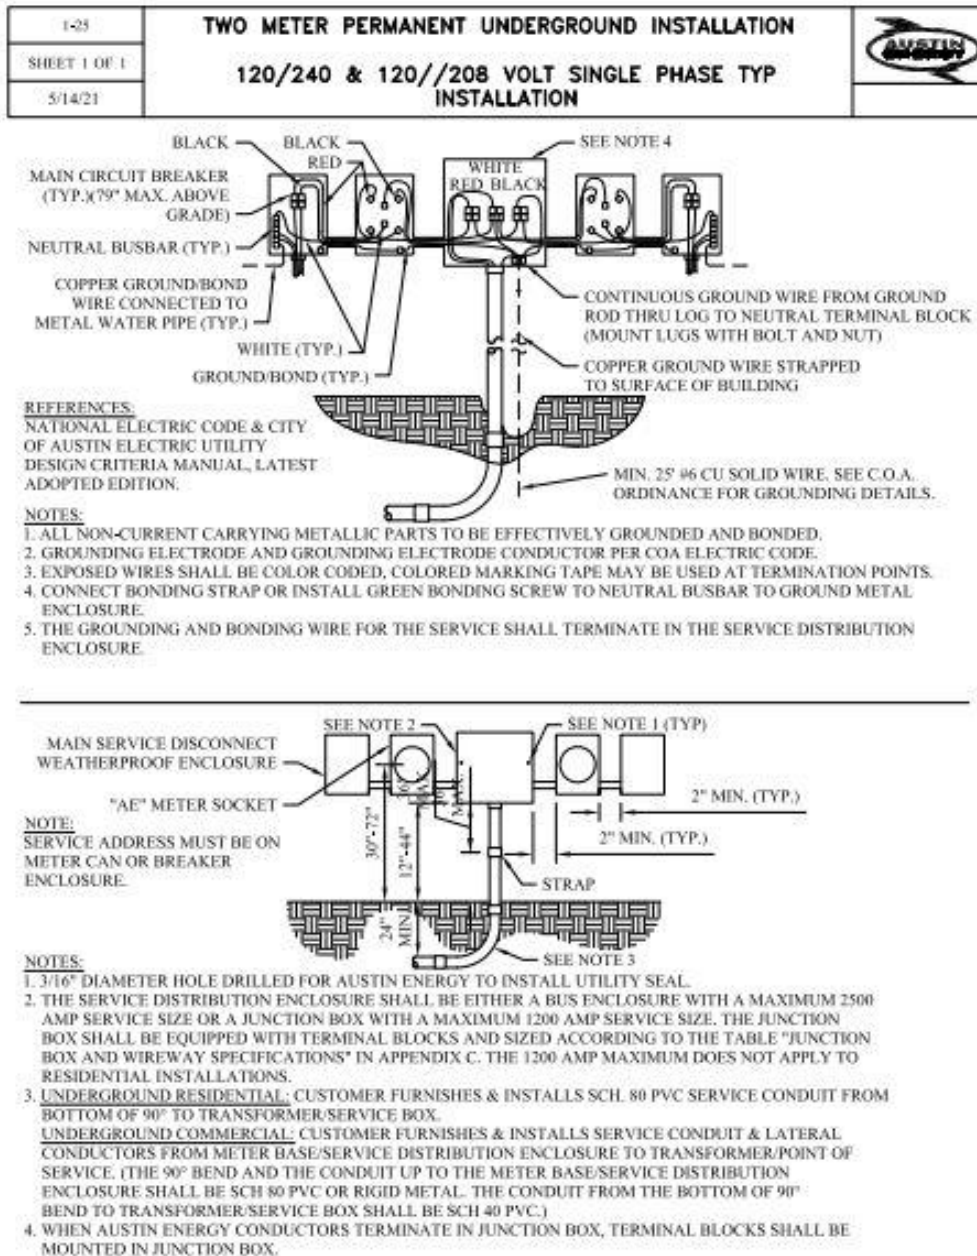 1-25
SHEET 1 OF 1
5/14/21
TWO METER PERMANENT UNDERGROUND INSTALLATION
120/240 & 120//208 VOLT SINGLE PHASE TYP
INSTALLATION
AUSTIN
ENERGY
BLACK
BLACK
RED
SEE NOTE 4
MAIN CIRCUIT BREAKER
(TYP.)(79" MAX. ABOVE
GRADE)
WHITE
RED BLACK
NEUTRAL BUSBAR (TYP.)
COPPER GROUND/BOND
WIRE CONNECTED TO
METAL WATER PIPE (TYP.)
WHITE (TYP.)
GROUND/BOND (TYP.)
CONTINUOUS GROUND WIRE FROM GROUND
ROD THRU LOG TO NEUTRAL TERMINAL BLOCK
(MOUNT LUGS WITH BOLT AND NUT)
COPPER GROUND WIRE STRAPPED
TO SURFACE OF BUILDING
REFERENCES:
NATIONAL ELECTRIC CODE & CITY
OF AUSTIN ELECTRIC UTILITY
DESIGN CRITERIA MANUAL, LATEST
ADOPTED EDITION.
MIN. 25' #6 CU SOLID WIRE. SEE C.O.A.
ORDINANCE FOR GROUNDING DETAILS.
NOTES:
1. ALL NON-CURRENT CARRYING METALLIC PARTS TO BE EFFECTIVELY GROUNDED AND BONDED.
2. GROUNDING ELECTRODE AND GROUNDING ELECTRODE CONDUCTOR PER COA ELECTRIC CODE.
3. EXPOSED WIRES SHALL BE COLOR CODED, COLORED MARKING TAPE MAY BE USED AT TERMINATION POINTS.
4. CONNECT BONDING STRAP OR INSTALL GREEN BONDING SCREW TO NEUTRAL BUSBAR TO GROUND METAL
ENCLOSURE.
5. THE GROUNDING AND BONDING WIRE FOR THE SERVICE SHALL TERMINATE IN THE SERVICE DISTRIBUTION
ENCLOSURE.
SEE NOTE 2
SEE NOTE 1 (TYP)
MAIN SERVICE DISCONNECT
WEATHERPROOF ENCLOSURE
"AE" METER SOCKET
MAX.
2" MIN. (TYP.)
2" MIN. (TYP.)
30"-72"
12"-44"
NOTE:
SERVICE ADDRESS MUST BE ON
METER CAN OR BREAKER
ENCLOSURE.
STRAP
24"
MIN.
SEE NOTE 3
NOTES:
1. 3/16" DIAMETER HOLE DRILLED FOR AUSTIN ENERGY TO INSTALL UTILITY SEAL.
2. THE SERVICE DISTRIBUTION ENCLOSURE SHALL BE EITHER A BUS ENCLOSURE WITH A MAXIMUM 2500
AMP SERVICE SIZE OR A JUNCTION BOX WITH A MAXIMUM 1200 AMP SERVICE SIZE. THE JUNCTION
BOX SHALL BE EQUIPPED WITH TERMINAL BLOCKS AND SIZED ACCORDING TO THE TABLE "JUNCTION
BOX AND WIREWAY SPECIFICATIONS" IN APPENDIX C. THE 1200 AMP MAXIMUM DOES NOT APPLY TO
RESIDENTIAL INSTALLATIONS.
3. UNDERGROUND RESIDENTIAL: CUSTOMER FURNISHES & INSTALLS SCH. 80 PVC SERVICE CONDUIT FROM
BOTTOM OF 90° TO TRANSFORMER/SERVICE BOX.
UNDERGROUND COMMERCIAL: CUSTOMER FURNISHES & INSTALLS SERVICE CONDUIT & LATERAL
CONDUCTORS FROM METER BASE/SERVICE DISTRIBUTION ENCLOSURE TO TRANSFORMER/POINT OF
SERVICE. (THE 90° BEND AND THE CONDUIT UP TO THE METER BASE/SERVICE DISTRIBUTION
ENCLOSURE SHALL BE SCH 80 PVC OR RIGID METAL. THE CONDUIT FROM THE BOTTOM OF 90°
BEND TO TRANSFORMER/SERVICE BOX SHALL BE SCH 40 PVC.)
4. WHEN AUSTIN ENERGY CONDUCTORS TERMINATE IN JUNCTION BOX, TERMINAL BLOCKS SHALL BE
MOUNTED IN JUNCTION BOX.